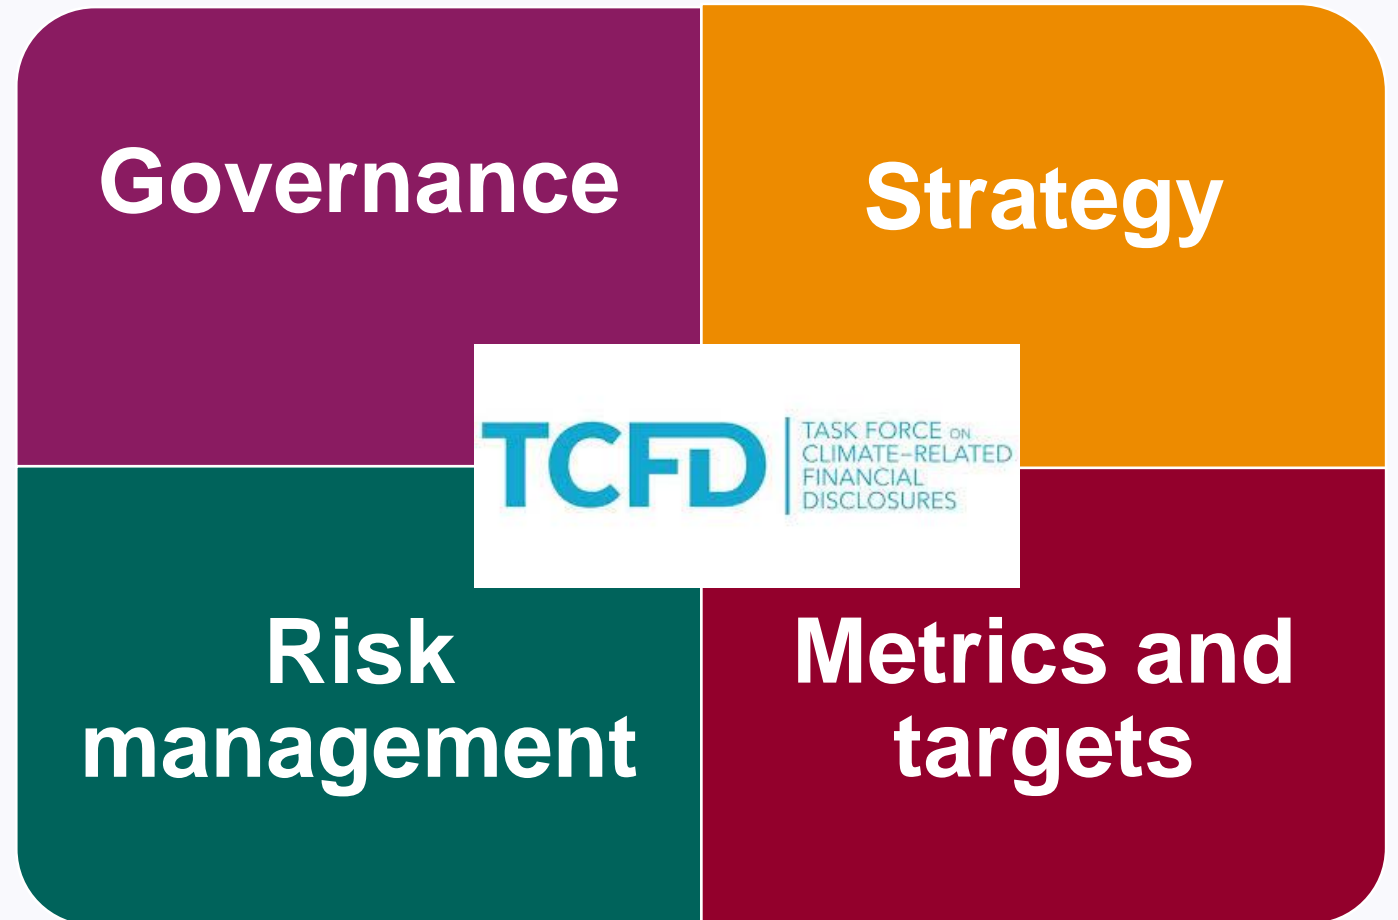 Governance
Strategy
TCFD
TASK FORCE ON
CLIMATE-RELATED
FINANCIAL
DISCLOSURES
Risk
management
Metrics and
targets